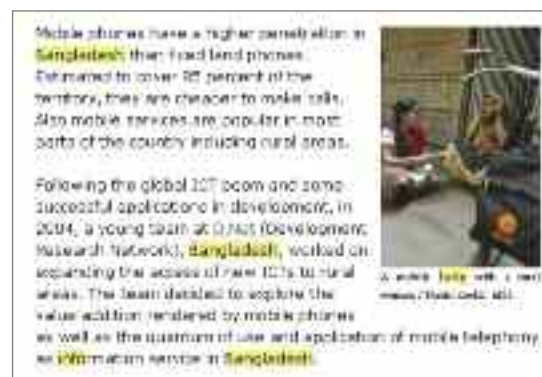 Mobile phones have a higher penetration in
Bangladesh than fixed land phones.
Estimated to cover 85 percent of the
territory, they are cheaper to make calls.
Also mobile services are popular in most
parts of the country including rural areas.
Following the global ICT boom and some
successful applications in development, in
2004, a young team at D.Net (Development
Research Network), Bangladesh, worked on
expanding the access of new ICTs to rural
areas. The team decided to explore the
value addition rendered by mobile phones
as well as the quantum of use and application of mobile telephony
as information service in Bangladesh.
A mobile lady with a